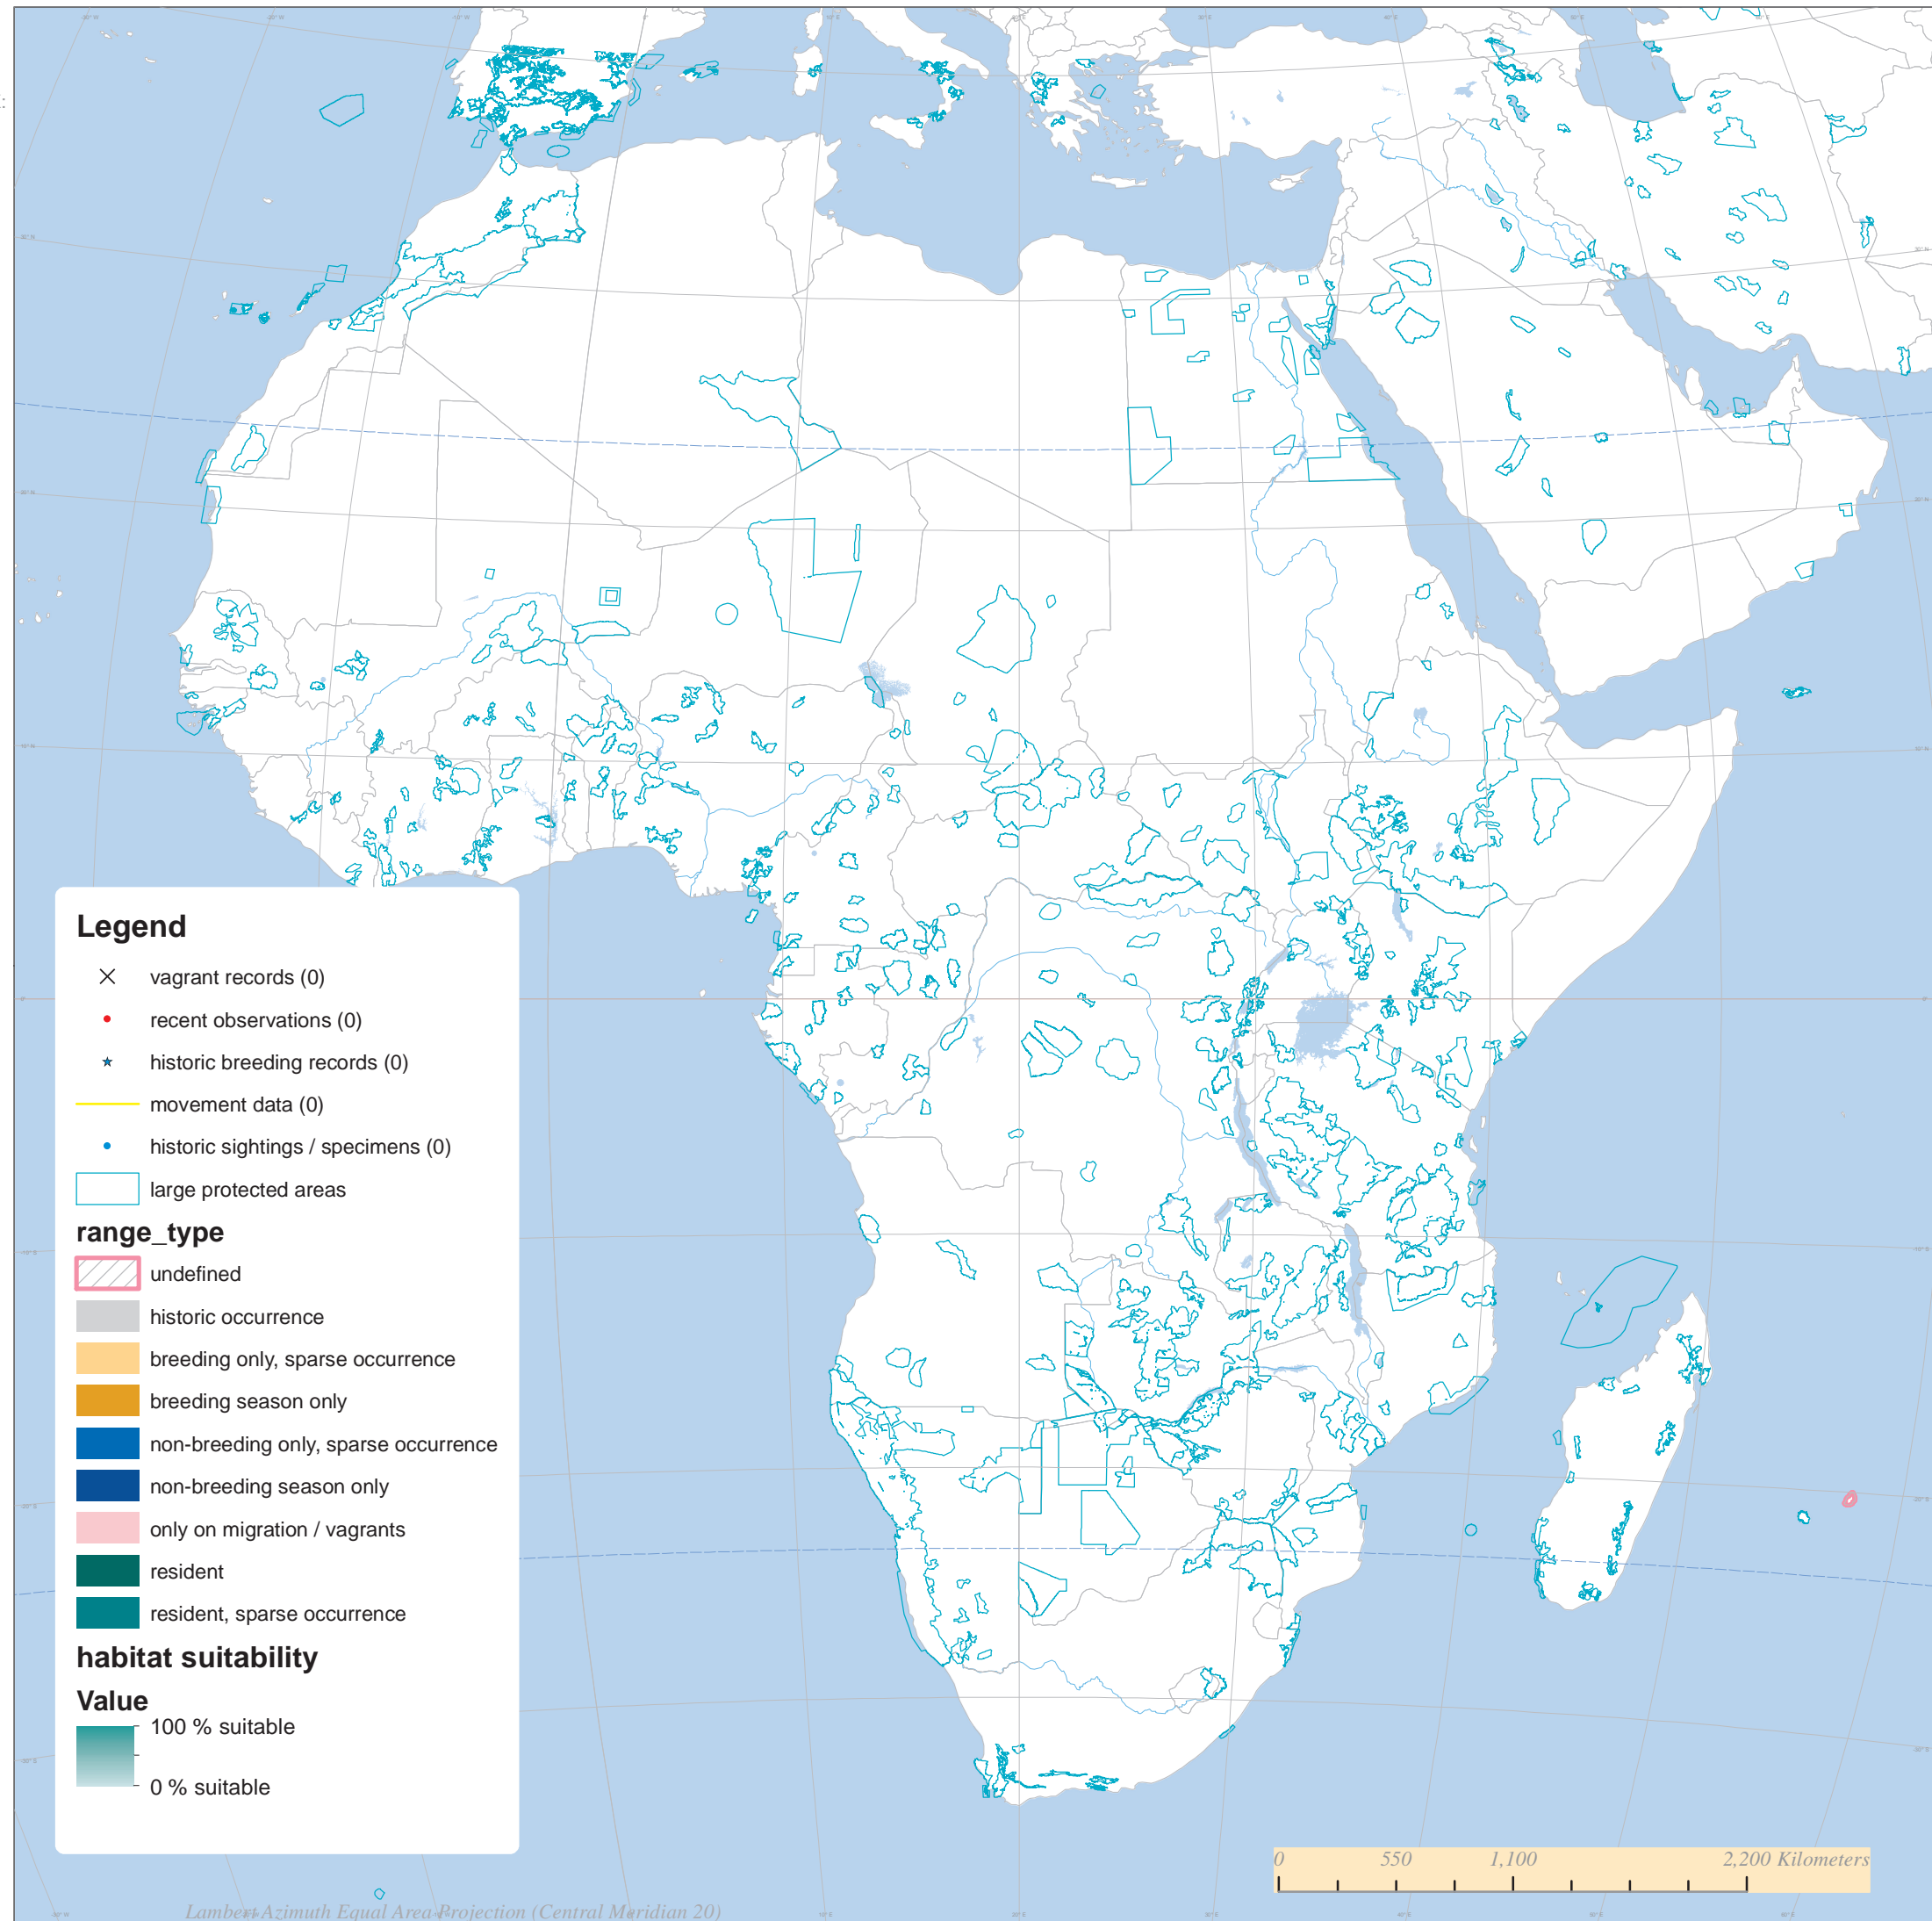 Legend
vagrant records (0)
recent observations (0)
historic breeding records (0)
movement data (0)
historic sightings / specimens (0)
large protected areas
range_type
undefined
historic occurrence
breeding only, sparse occurrence
breeding season only
non-breeding only, sparse occurrence
non-breeding season only
only on migration / vagrants
resident
resident, sparse occurrence
habitat suitability
Value
100 % suitable
0 % suitable
0 550 1,100 2,200 Kilometers
Lambert Azimuth Equal Area Projection (Central Meridian 20)